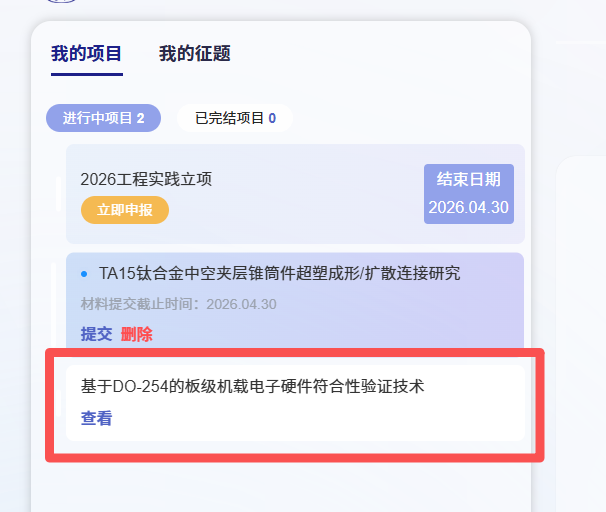 我的项目 我的征题
进行中项目 2 已完结项目 0
2026工程实践立项
立即申报
结束日期
2026.04.30
TA15钛合金中空夹层锥筒件超塑成形/扩散连接研究
材料提交截止时间：2026.04.30
提交 删除
基于DO-254的板级机载电子硬件符合性验证技术
查看